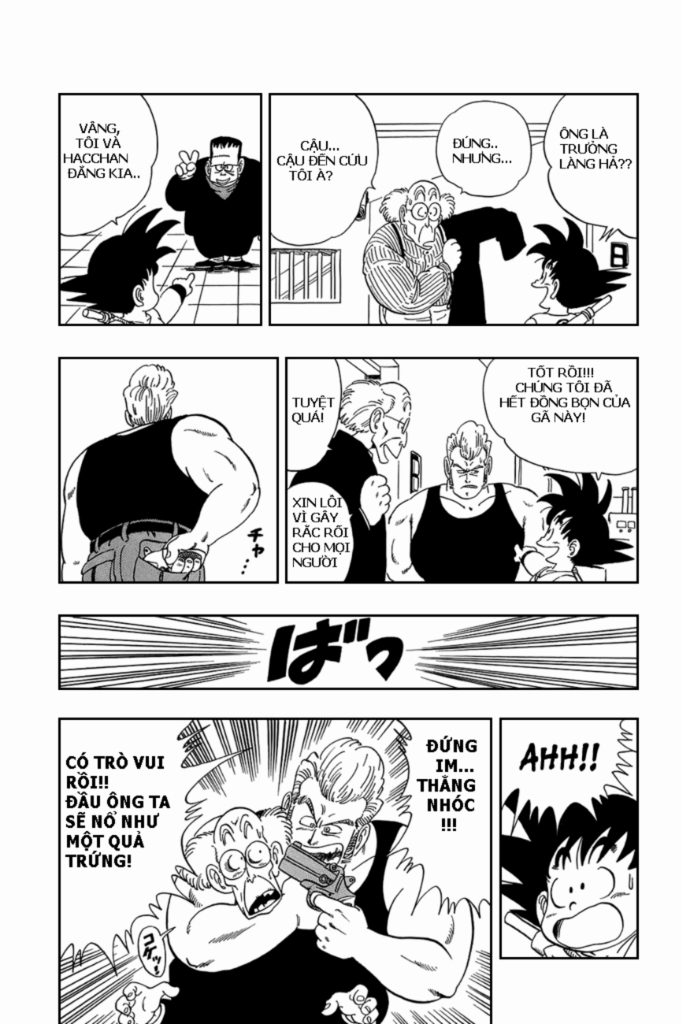 ÔNG LÀ
TRƯỞNG
LÀNG HẢ??
ĐÚNG..
NHƯNG...
CẬU...
CẬU ĐẾN CỨU
TÔI À?
VÂNG,
TÔI VÀ
HACCHAN
ĐĂNG KIA..
TỐT RỒI!!!
CHÚNG TÔI ĐÃ
HẾT ĐỒNG BỌN CỦA
GÃ NÀY!
TUYỆT
QUÁ!
XIN LÔI
VÌ GÂY
RẮC RỐI
CHO MỌI
NGƯỜI
チャ…
ばっ
AHH!!
ĐỨNG
IM...
THẰNG
NHÓC
!!!
CÓ TRÒ VUI
RỒI!!
ĐẦU ÔNG TA
SẼ NỔ NHƯ
MỘT QUẢ
TRỨNG!